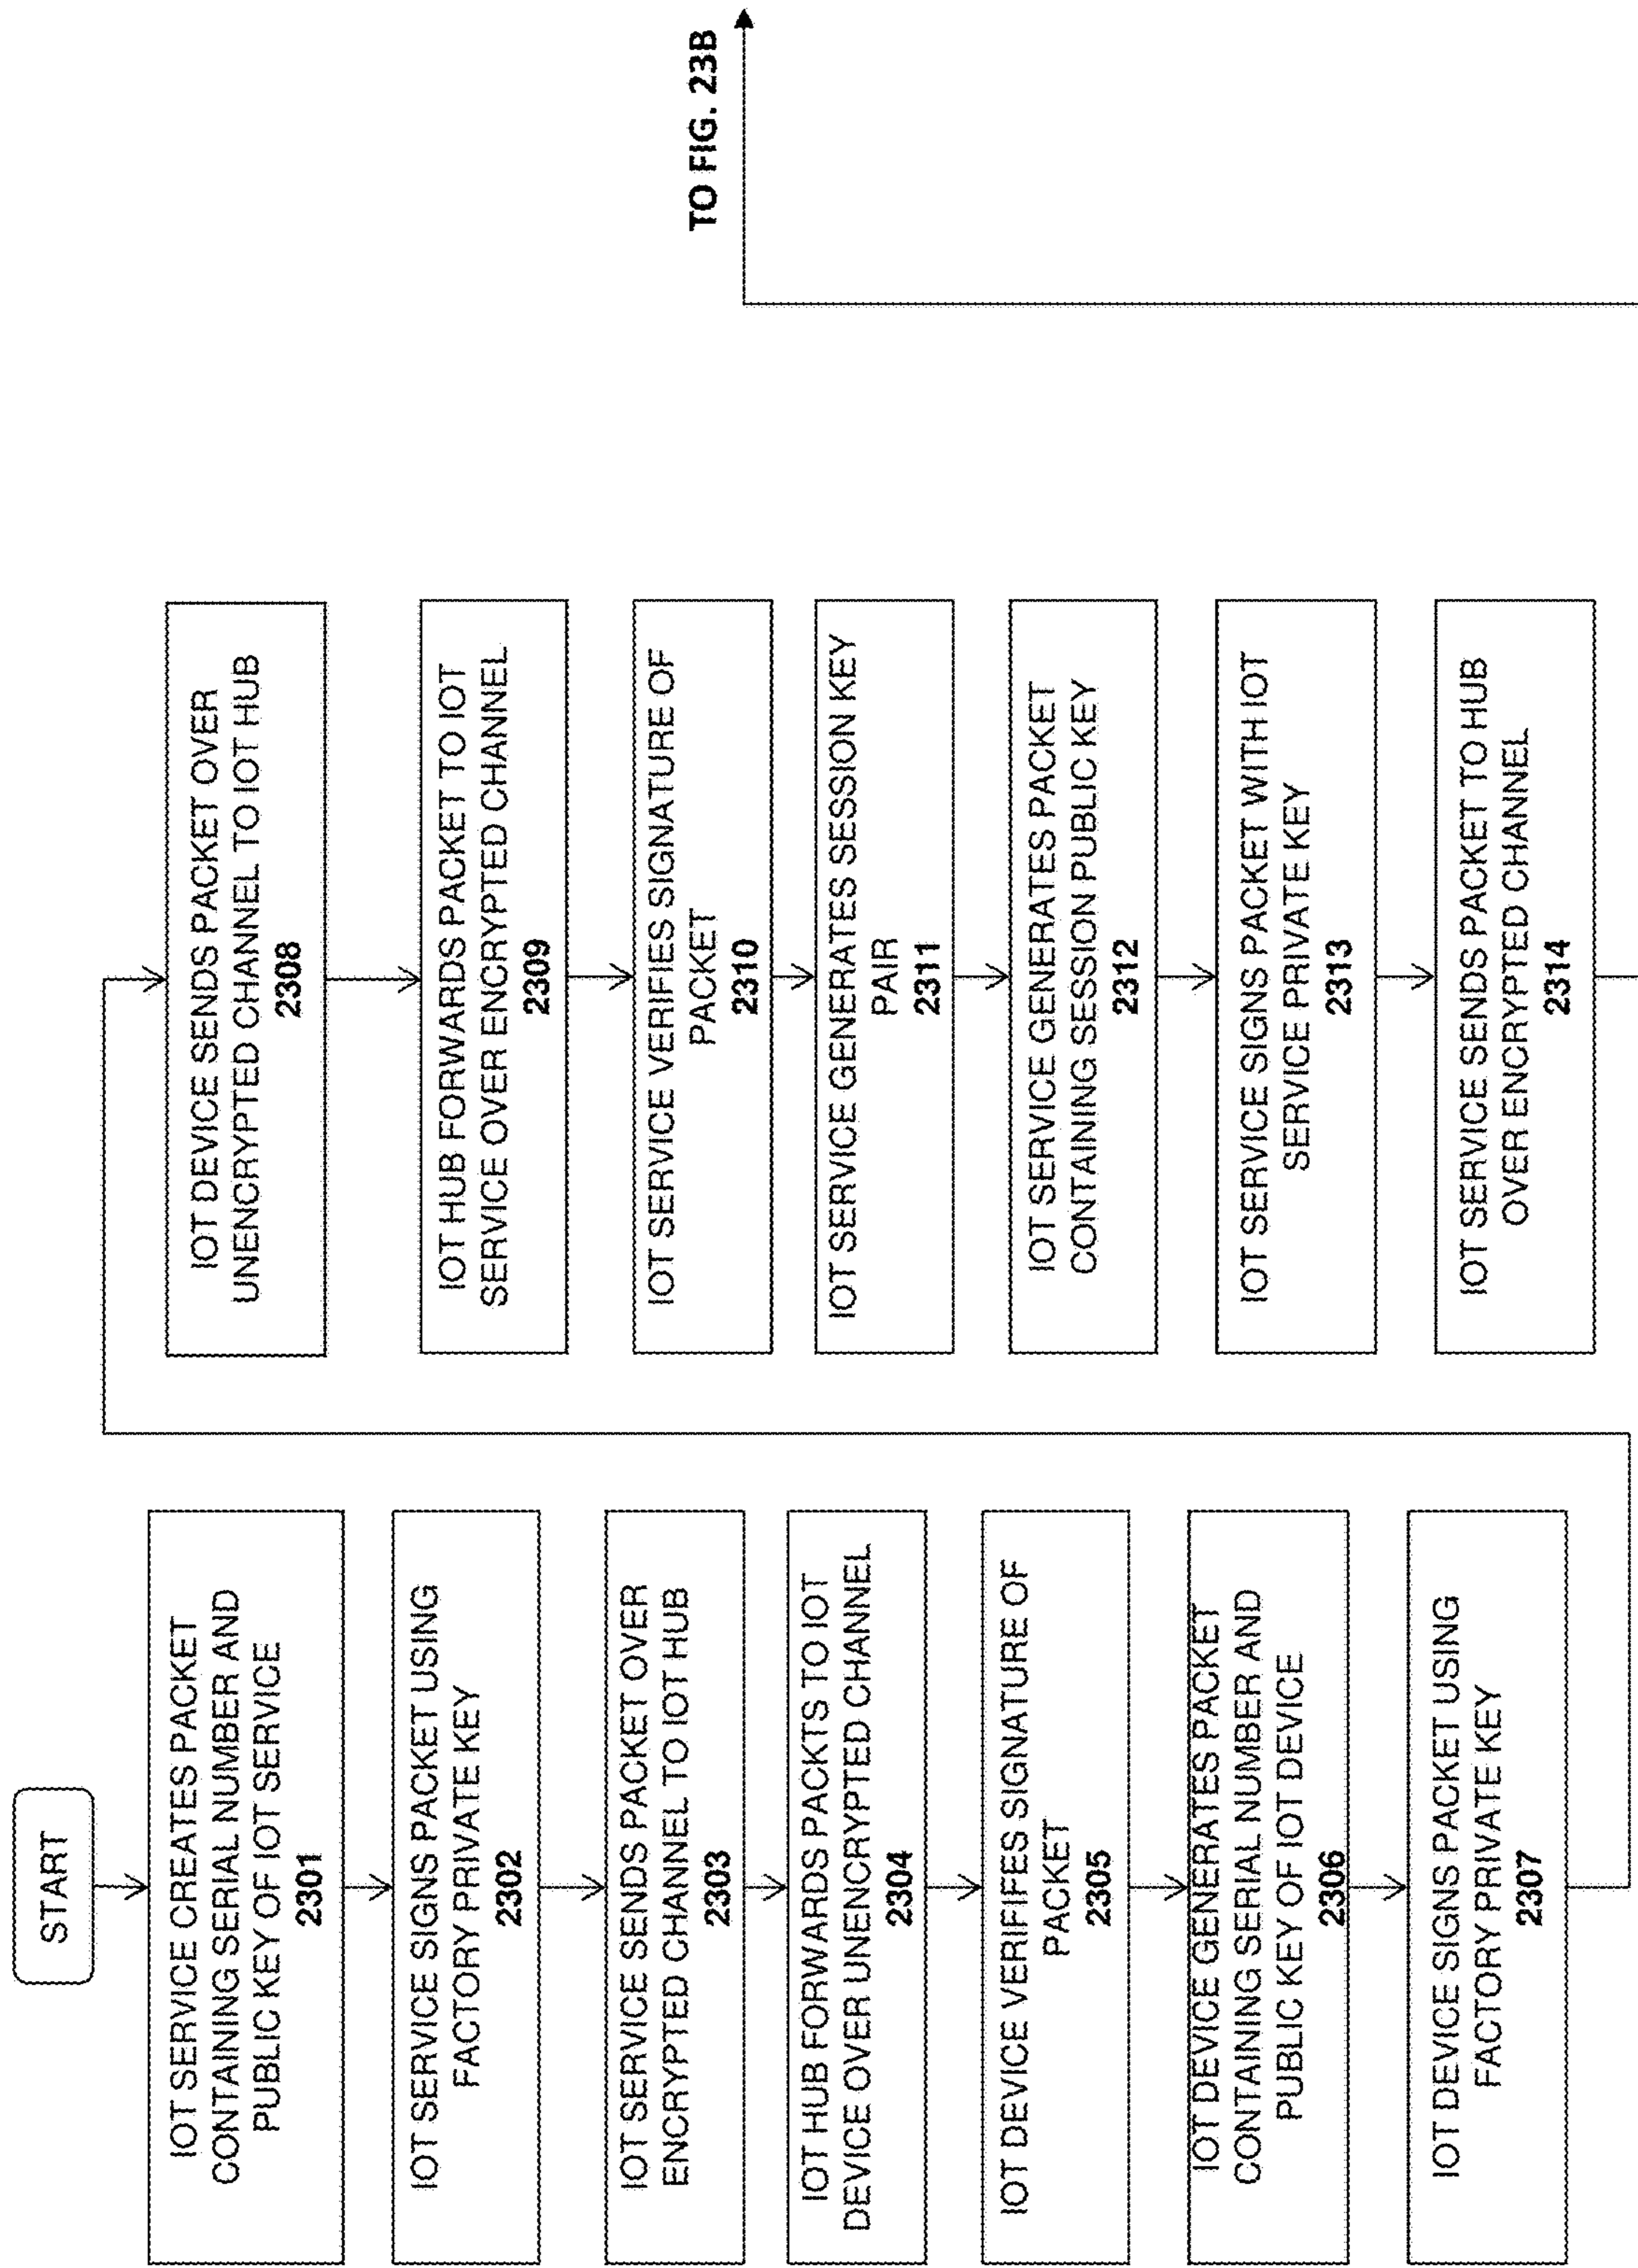 START
IOT SERVICE CREATES PACKET
CONTAINING SERIAL NUMBER AND
PUBLIC KEY OF IOT SERVICE
2301
IOT SERVICE SIGNS PACKET USING
FACTORY PRIVATE KEY
2302
IOT SERVICE SENDS PACKET OVER
ENCRYPTED CHANNEL TO IOT HUB
2303
IOT HUB FORWARDS PACKTS TO IOT
DEVICE OVER UNENCRYPTED CHANNEL
2304
IOT DEVICE VERIFIFES SIGNATURE OF
PACKET
2305
IOT DEVICE GENERATES PACKET
CONTAINING SERIAL NUMBER AND
PUBLIC KEY OF IOT DEVICE
2306
IOT DEVICE SIGNS PACKET USING
FACTORY PRIVATE KEY
2307
IOT DEVICE SENDS PACKET OVER
UNENCRYPTED CHANNEL TO IOT HUB
2308
IOT HUB FORWARDS PACKET TO IOT
SERVICE OVER ENCRYPTED CHANNEL
2309
IOT SERVICE VERIFIES SIGNATURE OF
PACKET
2310
IOT SERVICE GENERATES SESSION KEY
PAIR
2311
IOT SERVICE GENERATES PACKET
CONTAINING SESSION PUBLIC KEY
2312
IOT SERVICE SIGNS PACKET WITH IOT
SERVICE PRIVATE KEY
2313
IOT SERVICE SENDS PACKET TO HUB
OVER ENCRYPTED CHANNEL
2314
TO FIG. 23B